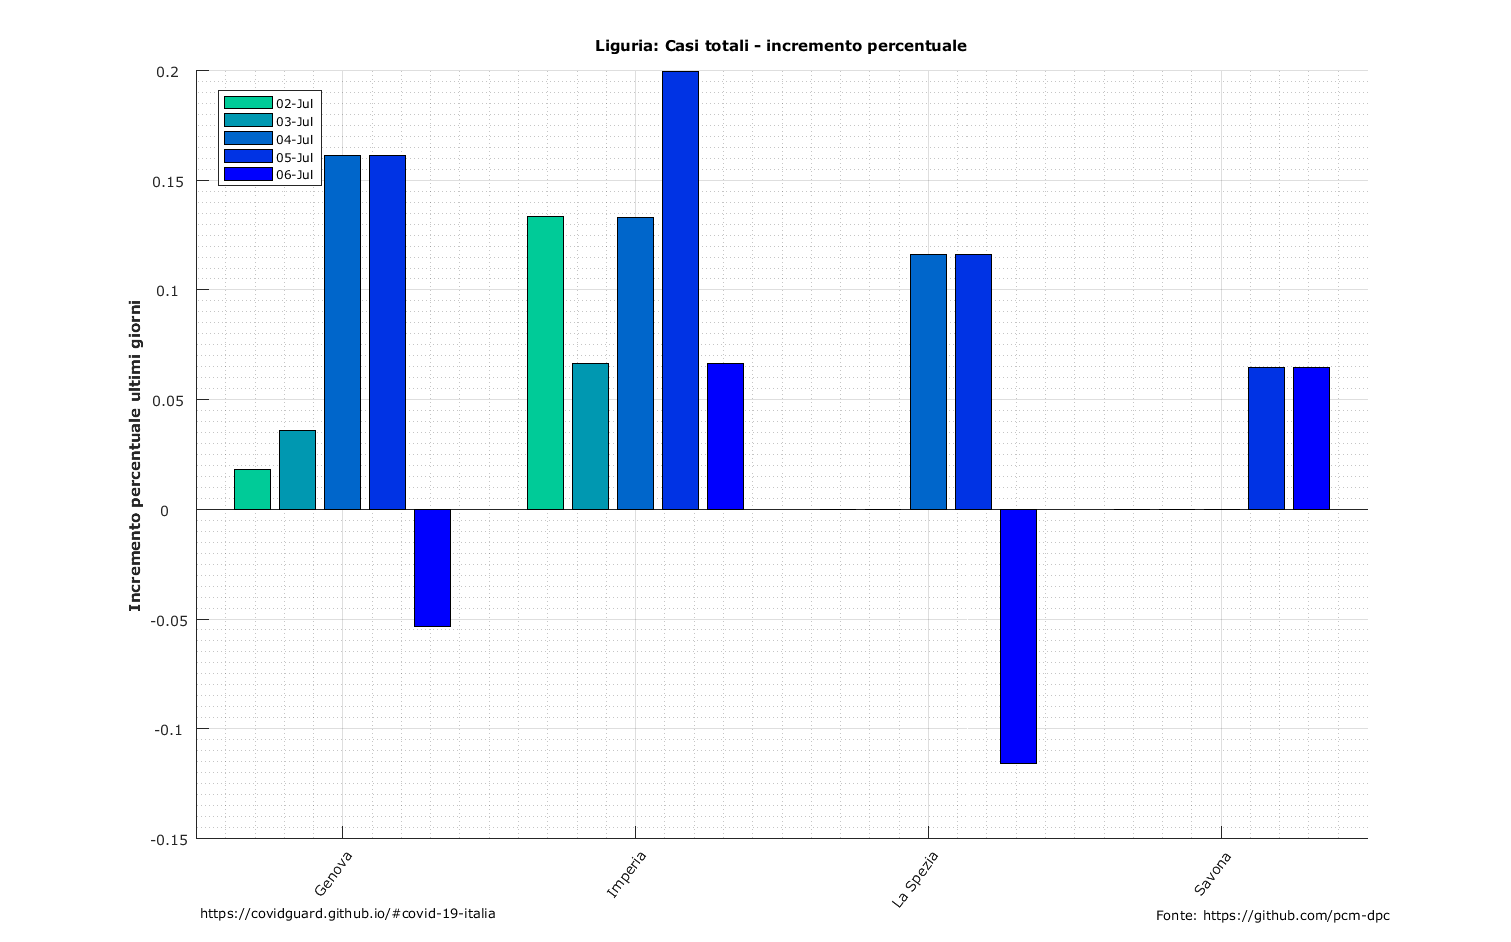 Liguria: Casi totali - incremento percentuale
0.2
0.15
0.1
0.05
0
-0.05
-0.1
-0.15
Incremento percentuale ultimi giorni
02-Jul
03-Jul
04-Jul
05-Jul
06-Jul
Genova
Imperia
La Spezia
Savona
https://covidguard.github.io/#covid-19-italia
Fonte: https://github.com/pcm-dpc